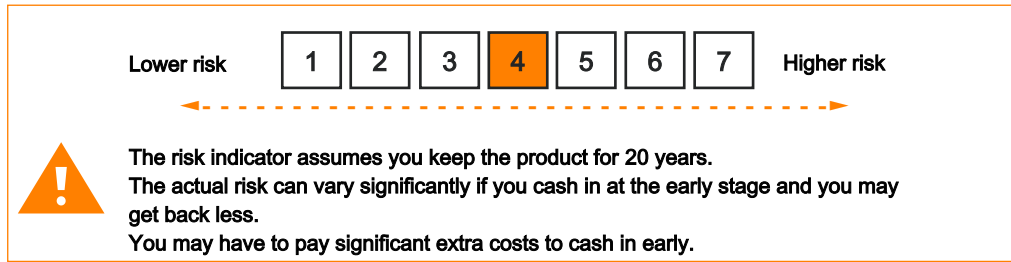 Lower risk 1 2 3 4 5 6 7 Higher risk
The risk indicator assumes you keep the product for 20 years.
The actual risk can vary significantly if you cash in at the early stage and you may
get back less.
You may have to pay significant extra costs to cash in early.